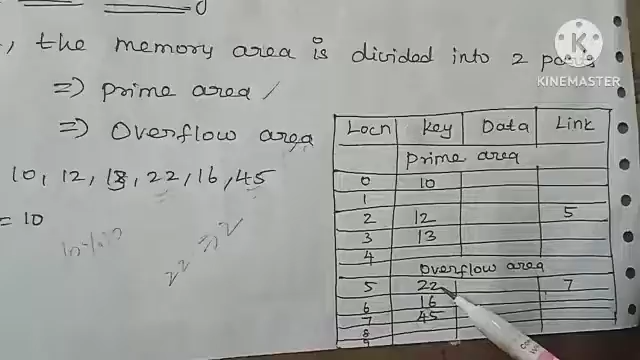 , the memory area is divided into 2 parts
K
KINEMASTER
=> prime area /
=> Overflow area
10, 12, 13, 22, 16, 45
= 10
22 => 2
Locn Key Data Link
prime area
0 10
1
2 12 5
3 13
4
Overflow area
5 22 7
6 16
7 45
8
9